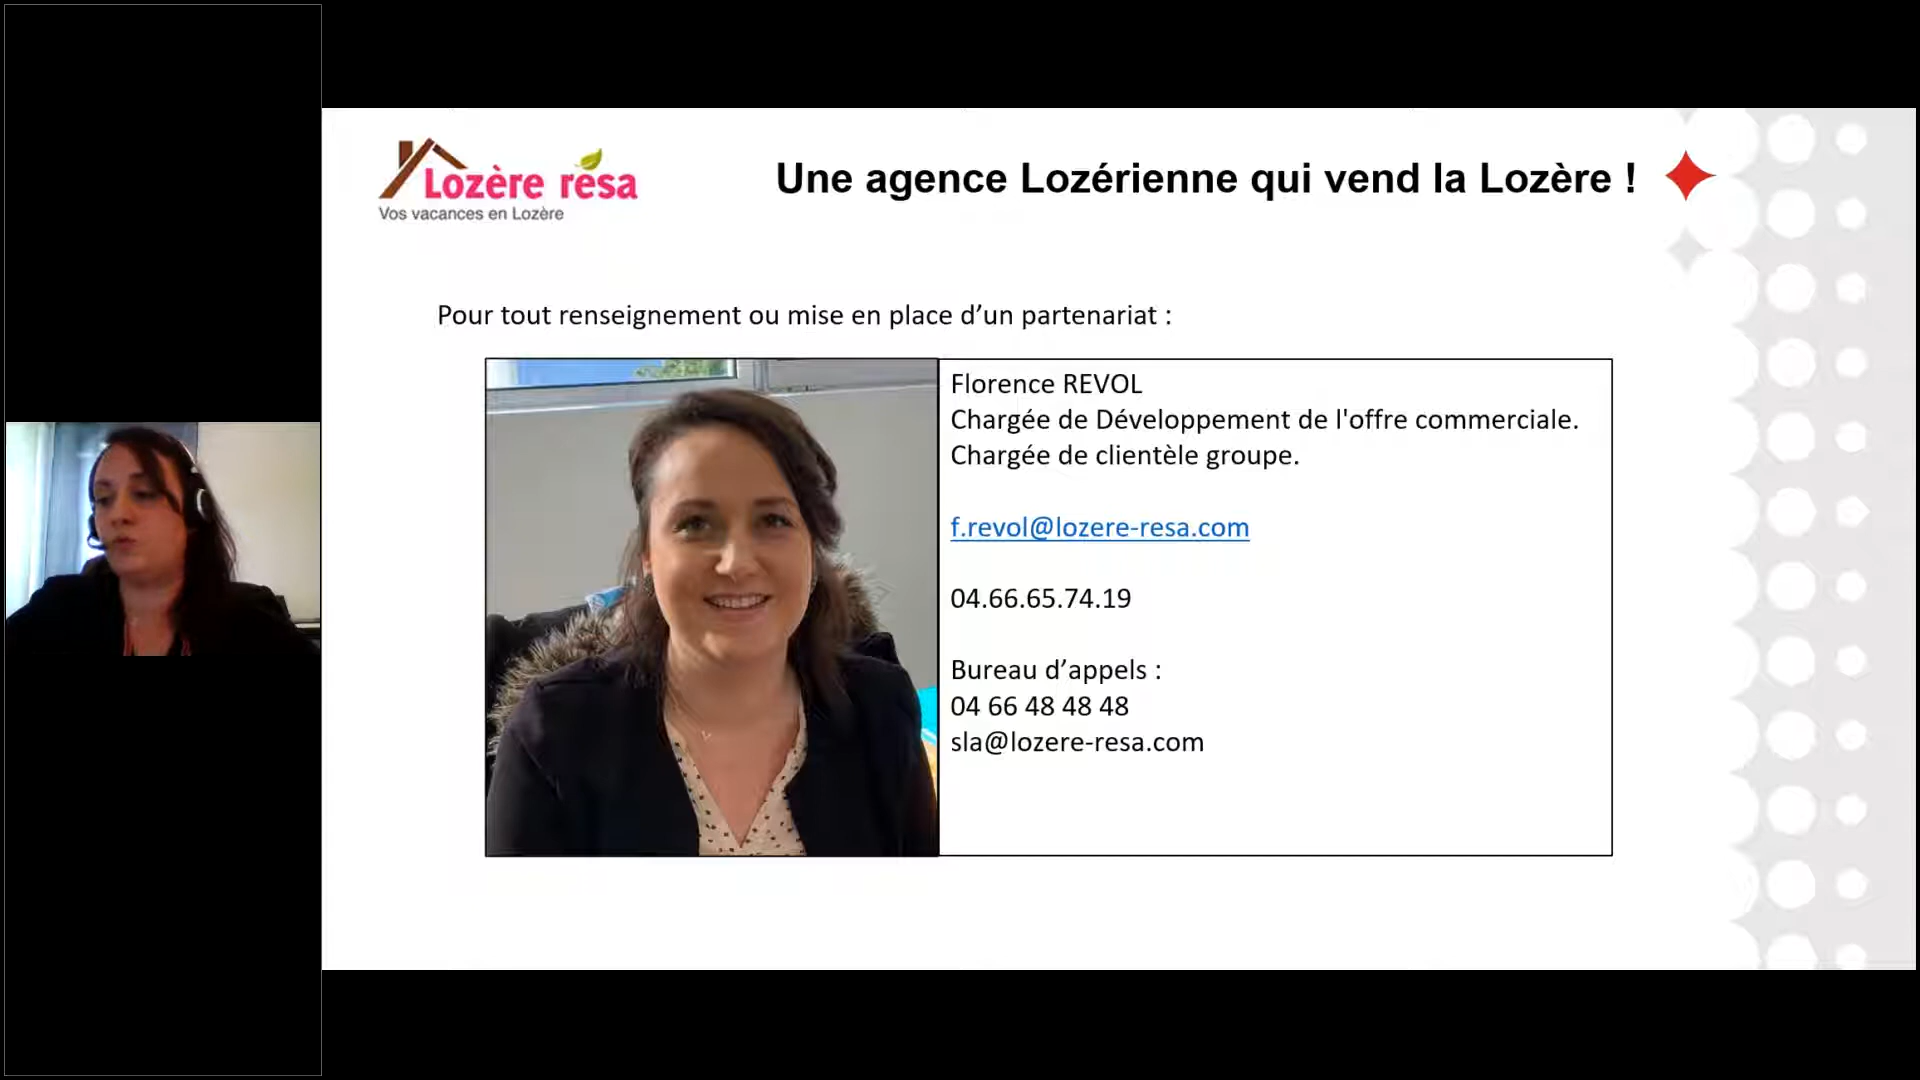 Lozère résa
Vos vacances en Lozère
Une agence Lozérienne qui vend la Lozère !
Pour tout renseignement ou mise en place d’un partenariat :
Florence REVOL
Chargée de Développement de l'offre commerciale.
Chargée de clientèle groupe.
f.revol@lozere-resa.com
04.66.65.74.19
Bureau d’appels :
04 66 48 48 48
sla@lozere-resa.com